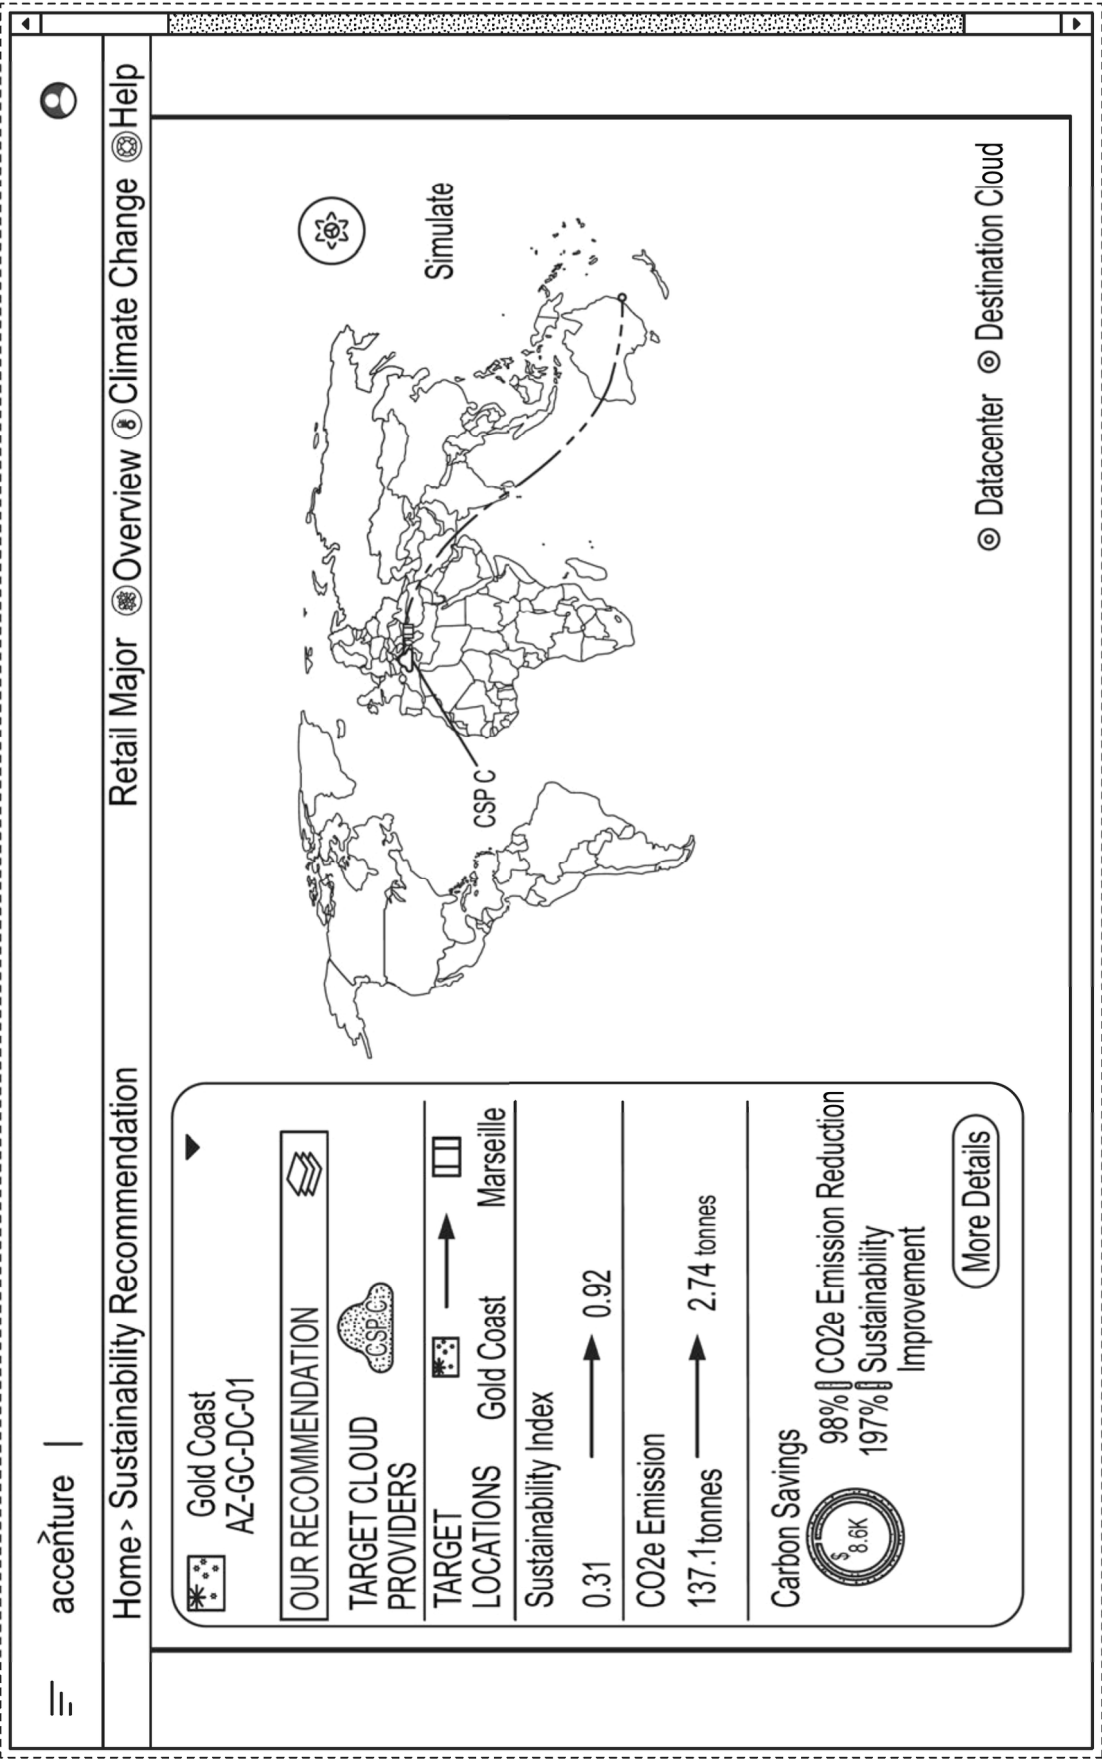 accenture
Home > Sustainability Recommendation
Retail Major
Overview
Climate Change
Help
Gold Coast
AZ-GC-DC-01
OUR RECOMMENDATION
TARGET CLOUD
PROVIDERS
CSP C
TARGET
LOCATIONS
Gold Coast
Marseille
Sustainability Index
0.31
0.92
CO2e Emission
137.1 tonnes
2.74 tonnes
Carbon Savings
$
8.6K
98% CO2e Emission Reduction
197% Sustainability
Improvement
More Details
CSP C
Simulate
Datacenter
Destination Cloud